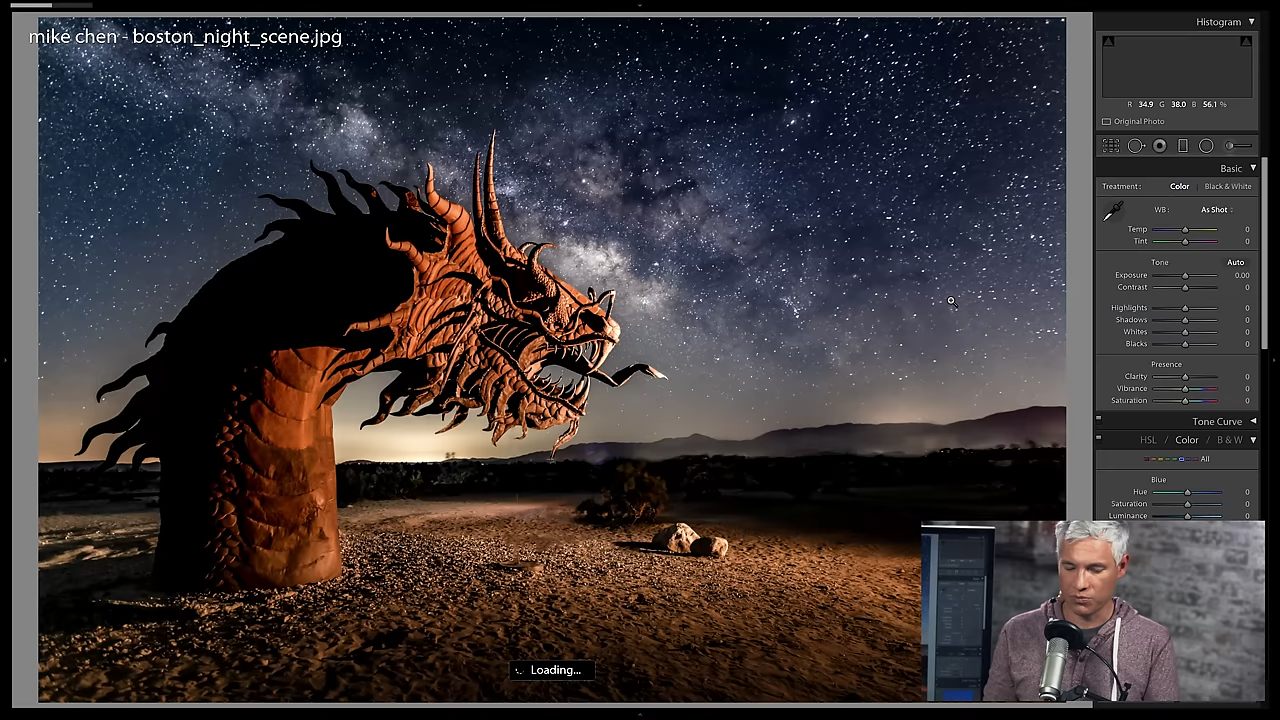 mike chen - boston_night_scene.jpg
Histogram
R 34.9 G 38.0 B 56.1 %
Original Photo
Basic
Treatment: Color Black & White
WB: As Shot
Temp 0
Tint 0
Tone Auto
Exposure 0.00
Contrast 0
Highlights 0
Shadows 0
Whites 0
Blacks 0
Presence
Clarity 0
Vibrance 0
Saturation 0
Tone Curve
HSL / Color / B & W
All
Blue
Hue 0
Saturation 0
Luminance 0
Loading...